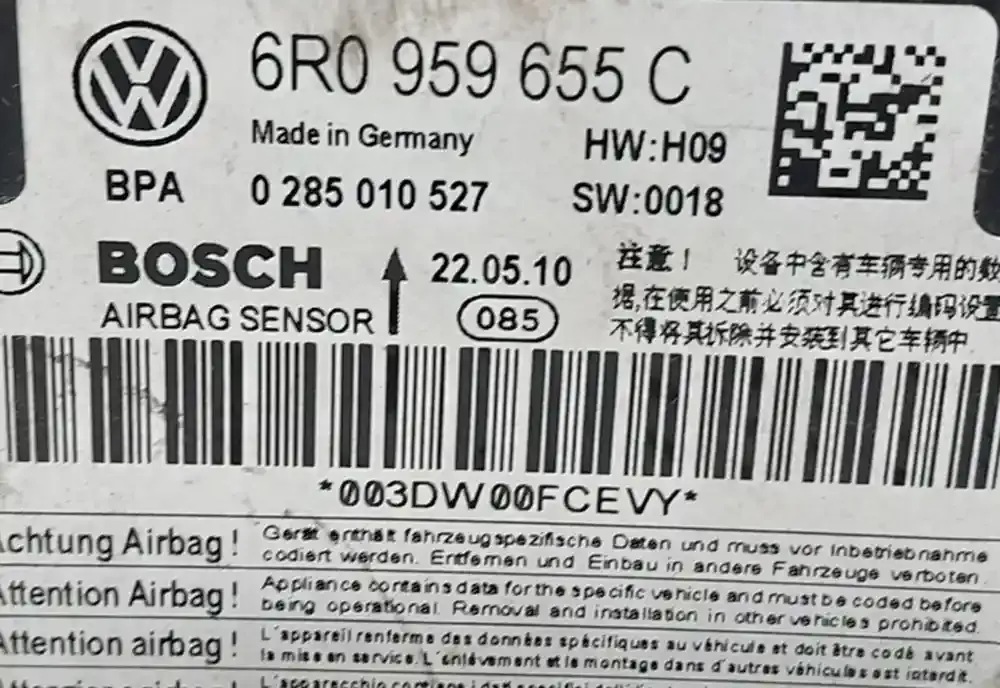 6R0 959 655 C
Made in Germany HW:H09
BPA 0 285 010 527 SW:0018
BOSCH 22.05.10
AIRBAG SENSOR 085
注意！ 设备中含有车辆专用的数
据,在使用之前必须对其进行编码设置
不得将其拆除并安装到其它车辆中
*003DW00FCEVY*
Achtung Airbag! Gerät enthält fahrzeugspezifische Daten und muss vor Inbetriebnahme
codiert werden. Entfernen und Einbau in andere Fahrzeuge verboten.
Attention Airbag! Appliance contains data for the specific vehicle and must be coded before
being operational. Removal and installation in other vehicles prohibited.
Attention airbag! L'appareil renferme des données spécifiques au véhicule et doit être codé avant
la mise en service. L'enlèvement et le montage dans d'autres véhicules est interdit.